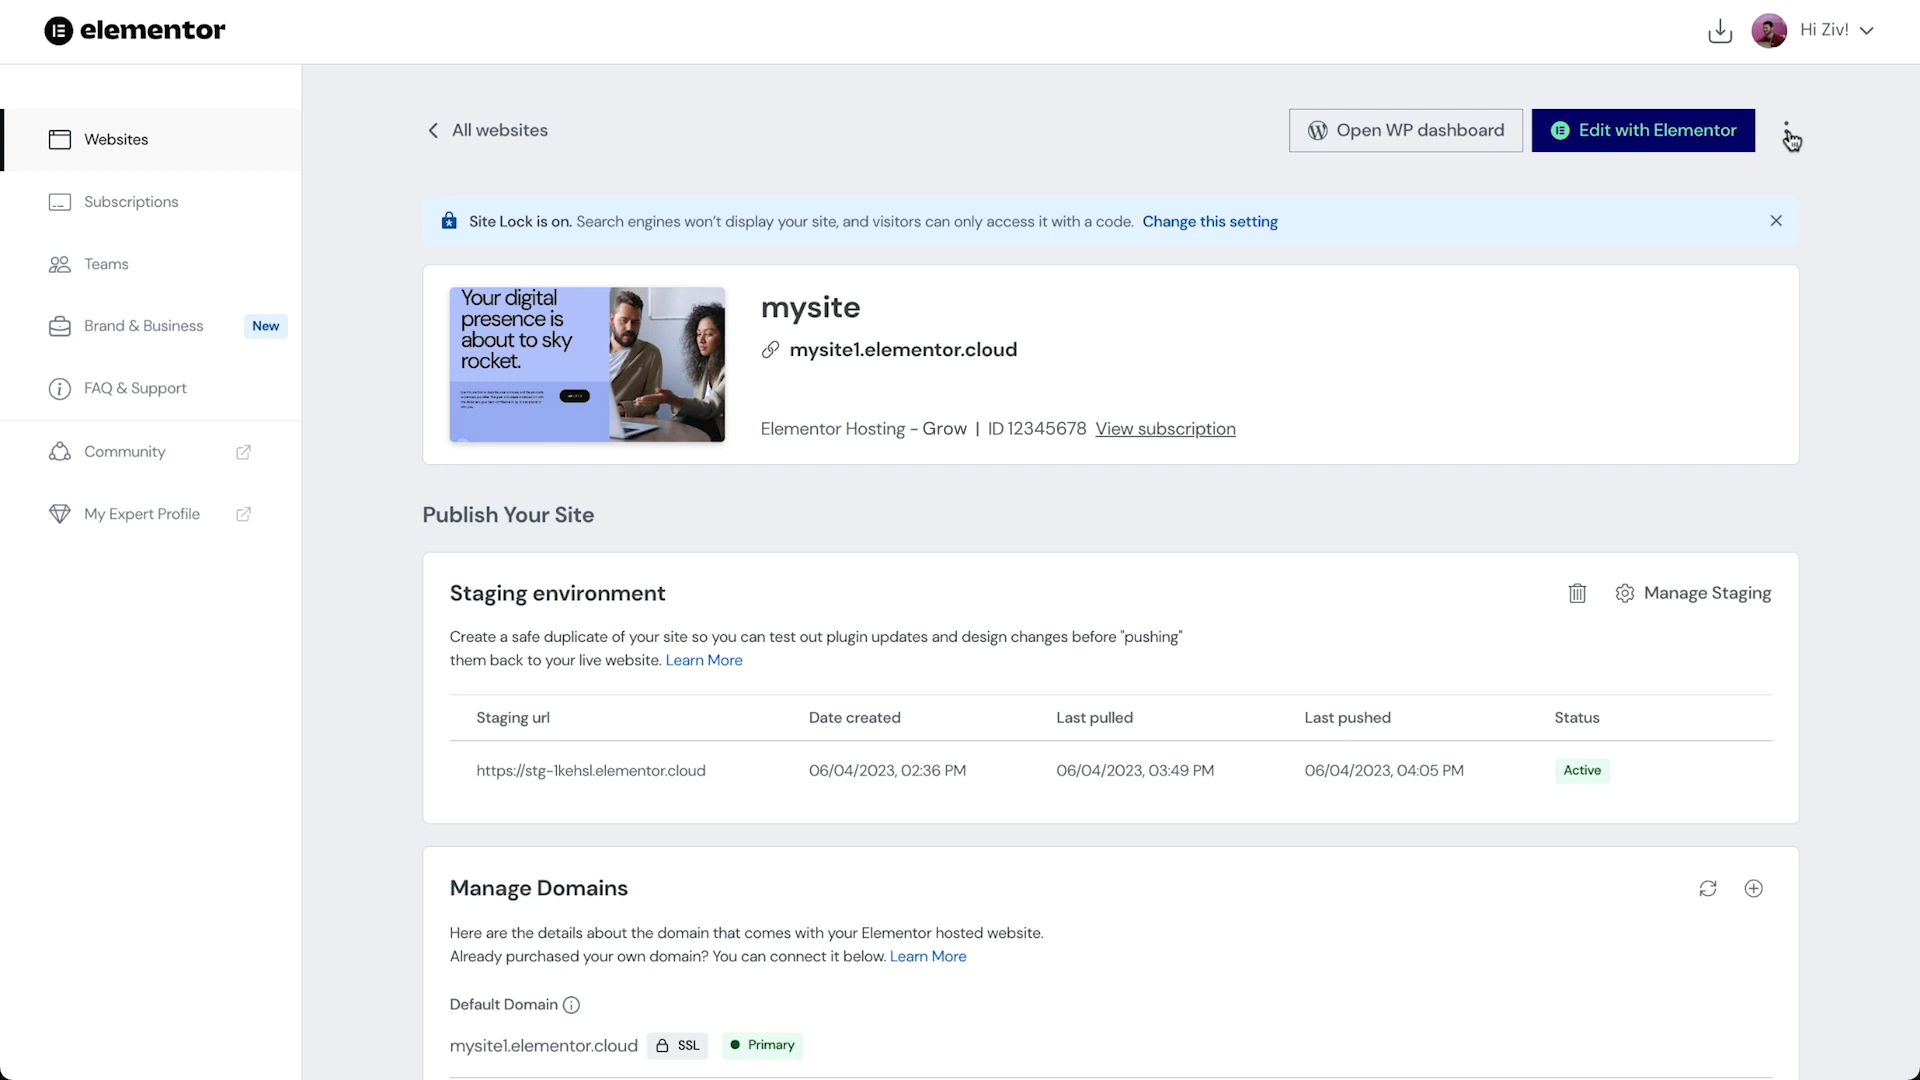 elementor
Hi Ziv!
Websites
Subscriptions
Teams
Brand & Business New
FAQ & Support
Community
My Expert Profile
All websites
Open WP dashboard
Edit with Elementor
Site Lock is on. Search engines won't display your site, and visitors can only access it with a code. Change this setting
Your digital
presence is
about to sky
rocket.
mysite
mysite1.elementor.cloud
Elementor Hosting - Grow | ID 12345678 View subscription
Publish Your Site
Staging environment
Manage Staging
Create a safe duplicate of your site so you can test out plugin updates and design changes before "pushing"
them back to your live website. Learn More
Staging url Date created Last pulled Last pushed Status
https://stg-1kehsl.elementor.cloud 06/04/2023, 02:36 PM 06/04/2023, 03:49 PM 06/04/2023, 04:05 PM Active
Manage Domains
Here are the details about the domain that comes with your Elementor hosted website.
Already purchased your own domain? You can connect it below. Learn More
Default Domain
mysite1.elementor.cloud SSL Primary